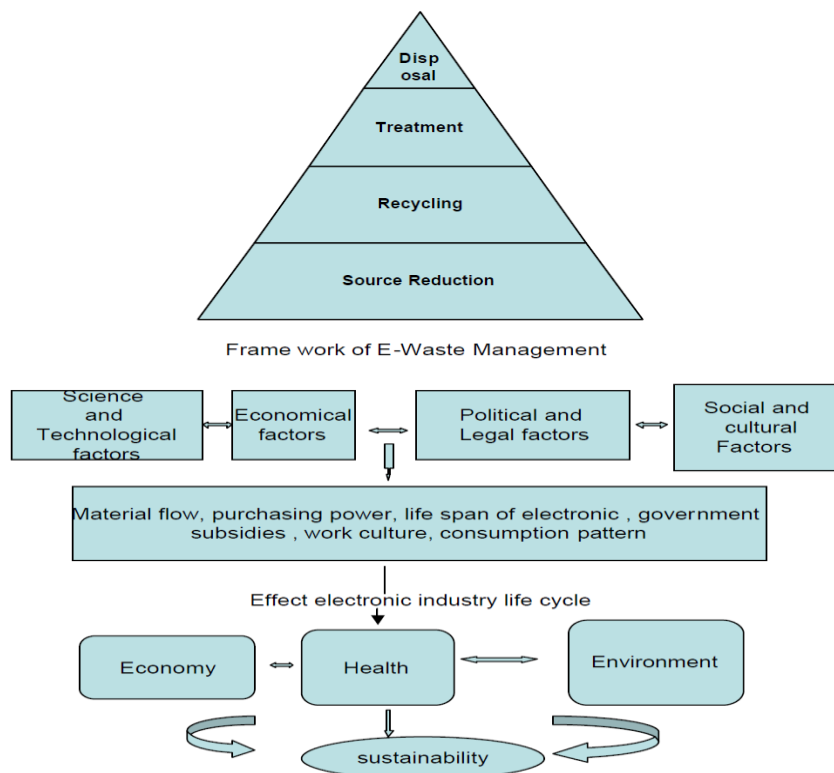 Disp
osal
Treatment
Recycling
Source Reduction
Frame work of E-Waste Management
Science
and
Technological
factors
Economical
factors
Political and
Legal factors
Social and
cultural
Factors
Material flow, purchasing power, life span of electronic , government
subsidies , work culture, consumption pattern
Effect electronic industry life cycle
Economy
Health
Environment
sustainability